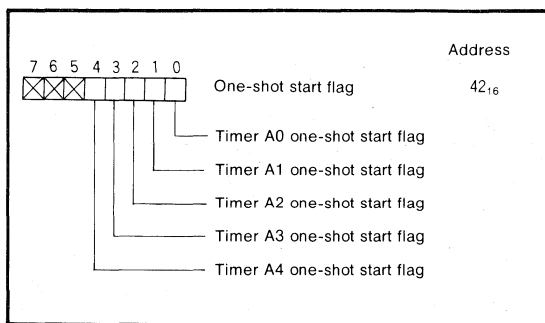 Address
7 6 5 4 3 2 1 0
One-shot start flag 42₁₆
Timer A0 one-shot start flag
Timer A1 one-shot start flag
Timer A2 one-shot start flag
Timer A3 one-shot start flag
Timer A4 one-shot start flag